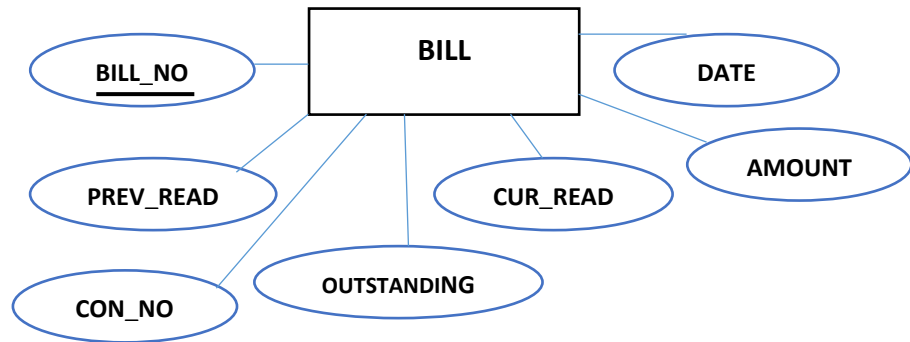 BILL
BILL_NO
DATE
AMOUNT
PREV_READ
CUR_READ
OUTSTANDING
CON_NO